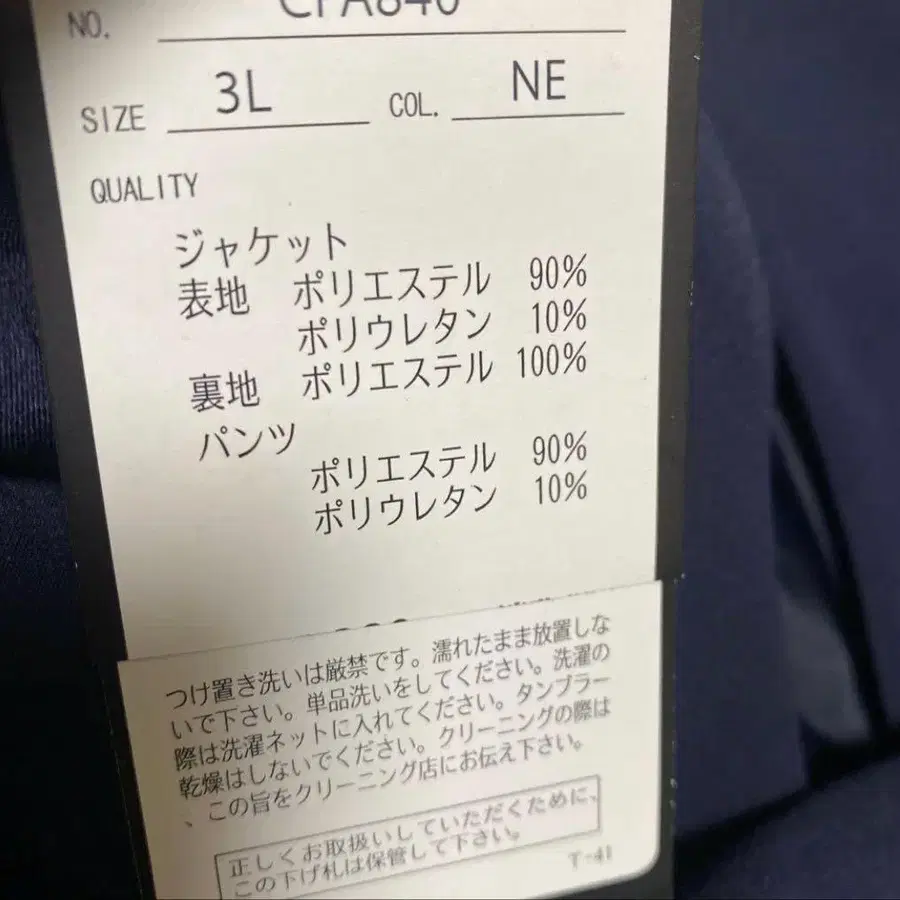 NO. CPA840
SIZE 3L COL. NE
QUALITY
ジャケット
表地 ポリエステル 90%
ポリウレタン 10%
裏地 ポリエステル 100%
パンツ
ポリエステル 90%
ポリウレタン 10%
つけ置き洗いは厳禁です。濡れたまま放置しな
いで下さい。単品洗いをしてください。洗濯の
際は洗濯ネットに入れてください。タンブラー
乾燥はしないでください。クリーニングの際は
、この旨をクリーニング店にお伝え下さい。
正しくお取扱いしていただくために、
この下げ札は保管して下さい。
T-41